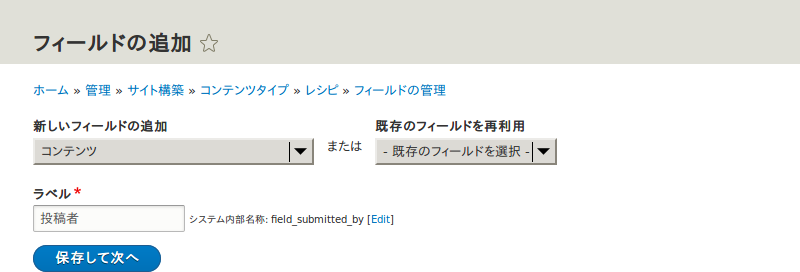 フィールドの追加
ホーム » 管理 » サイト構築 » コンテンツタイプ » レシピ » フィールドの管理
新しいフィールドの追加
コンテンツ
または
既存のフィールドを再利用
- 既存のフィールドを選択 -
ラベル*
投稿者
システム内部名称: field_submitted_by [Edit]
保存して次へ